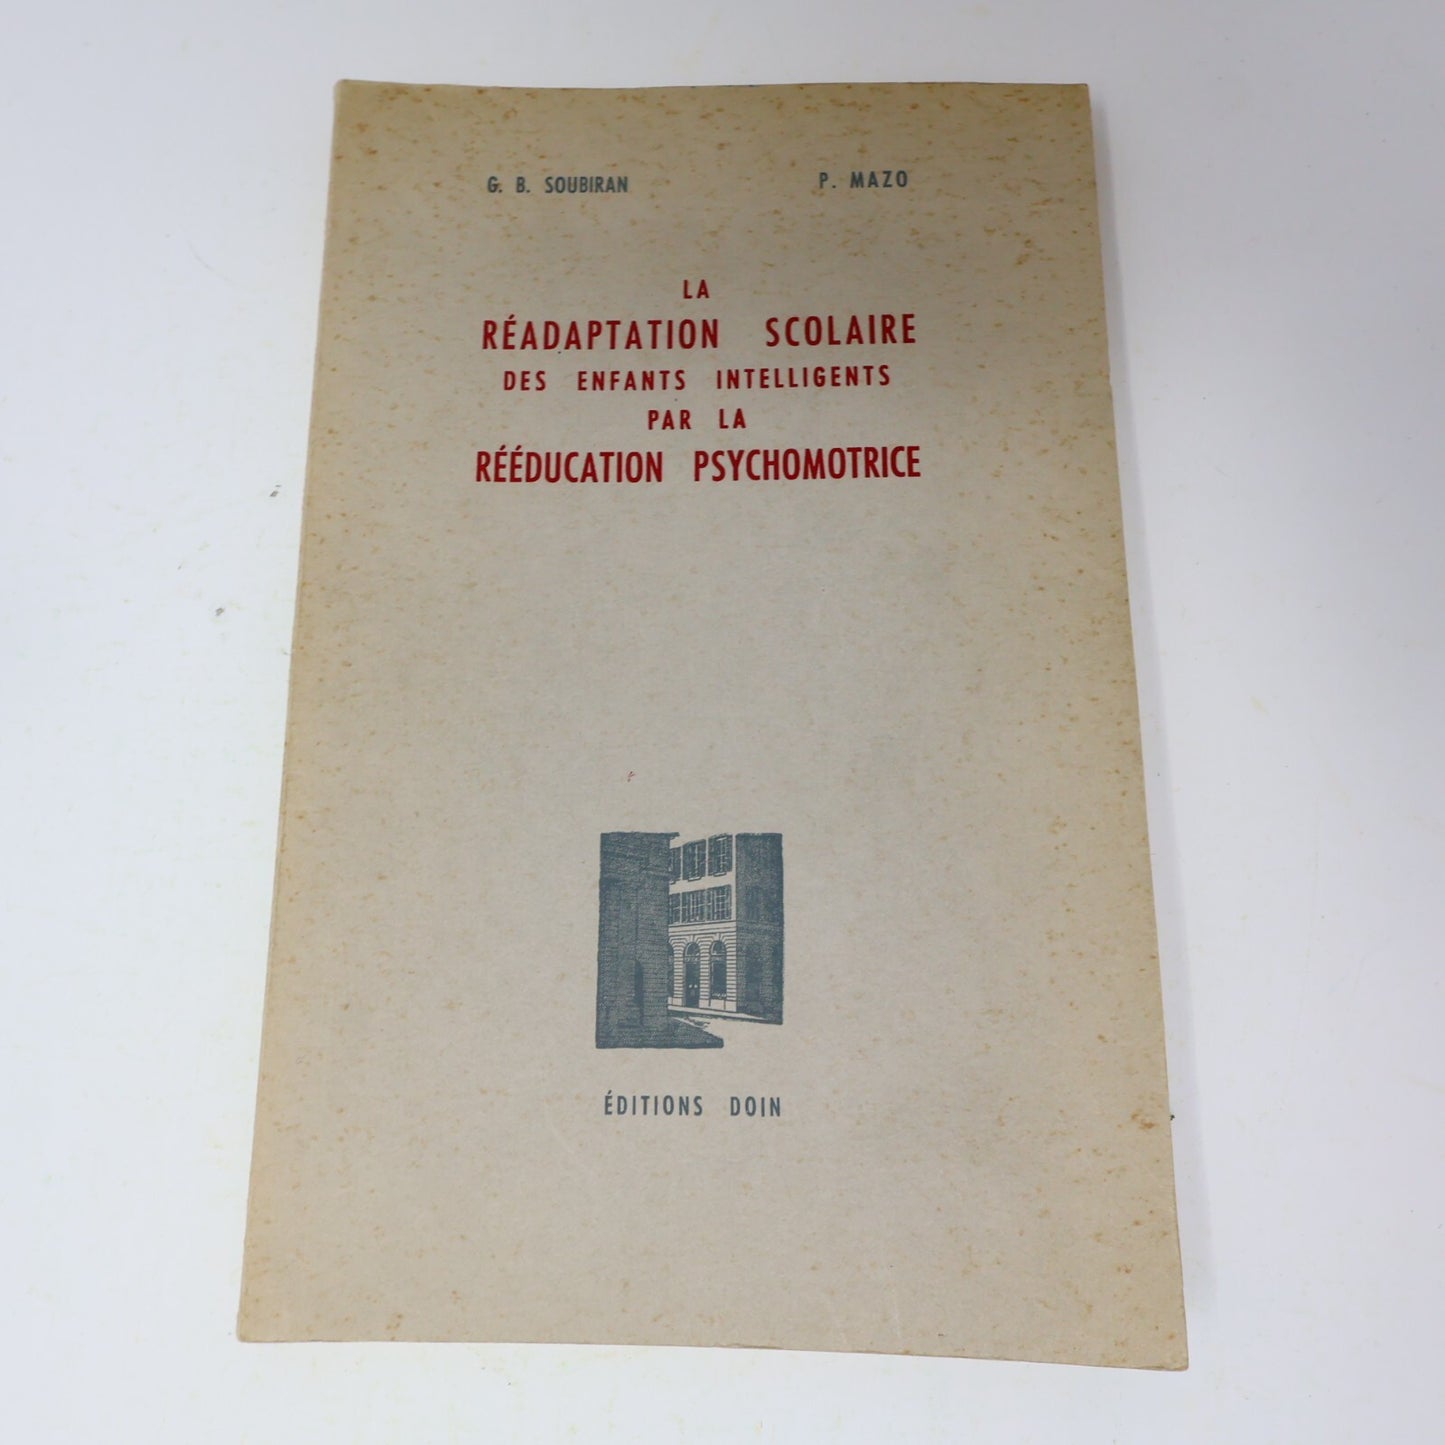 G. B. SOUBIRAN P. MAZO
LA
RÉADAPTATION SCOLAIRE
DES ENFANTS INTELLIGENTS
PAR LA
RÉÉDUCATION PSYCHOMOTRICE
ÉDITIONS DOIN